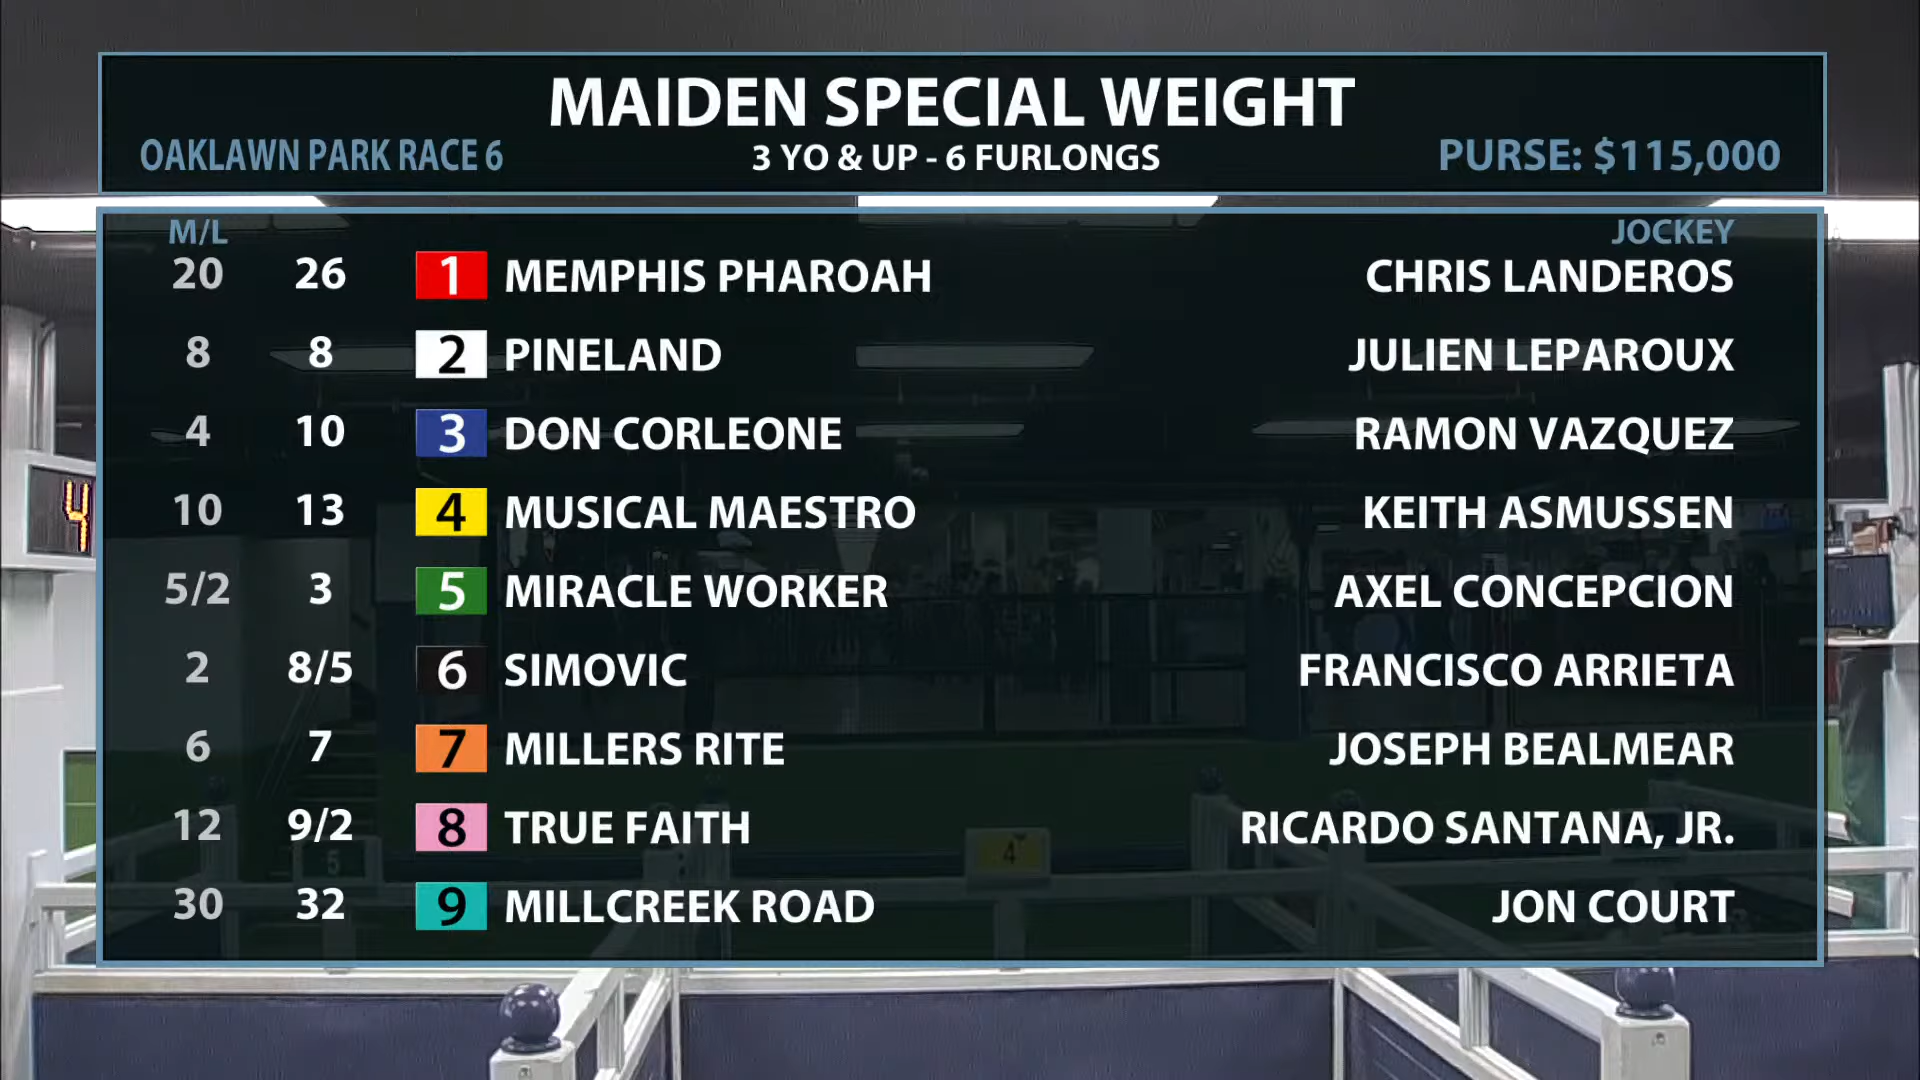 MAIDEN SPECIAL WEIGHT
OAKLAWN PARK RACE 6 3 YO & UP - 6 FURLONGS PURSE: $115,000
M/L JOCKEY
20 26 1 MEMPHIS PHAROAH CHRIS LANDEROS
8 8 2 PINELAND JULIEN LEPAROUX
4 10 3 DON CORLEONE RAMON VAZQUEZ
10 13 4 MUSICAL MAESTRO KEITH ASMUSSEN
5/2 3 5 MIRACLE WORKER AXEL CONCEPCION
2 8/5 6 SIMOVIC FRANCISCO ARRIETA
6 7 7 MILLERS RITE JOSEPH BEALMEAR
12 9/2 8 TRUE FAITH RICARDO SANTANA, JR.
30 32 9 MILLCREEK ROAD JON COURT
4
5
4